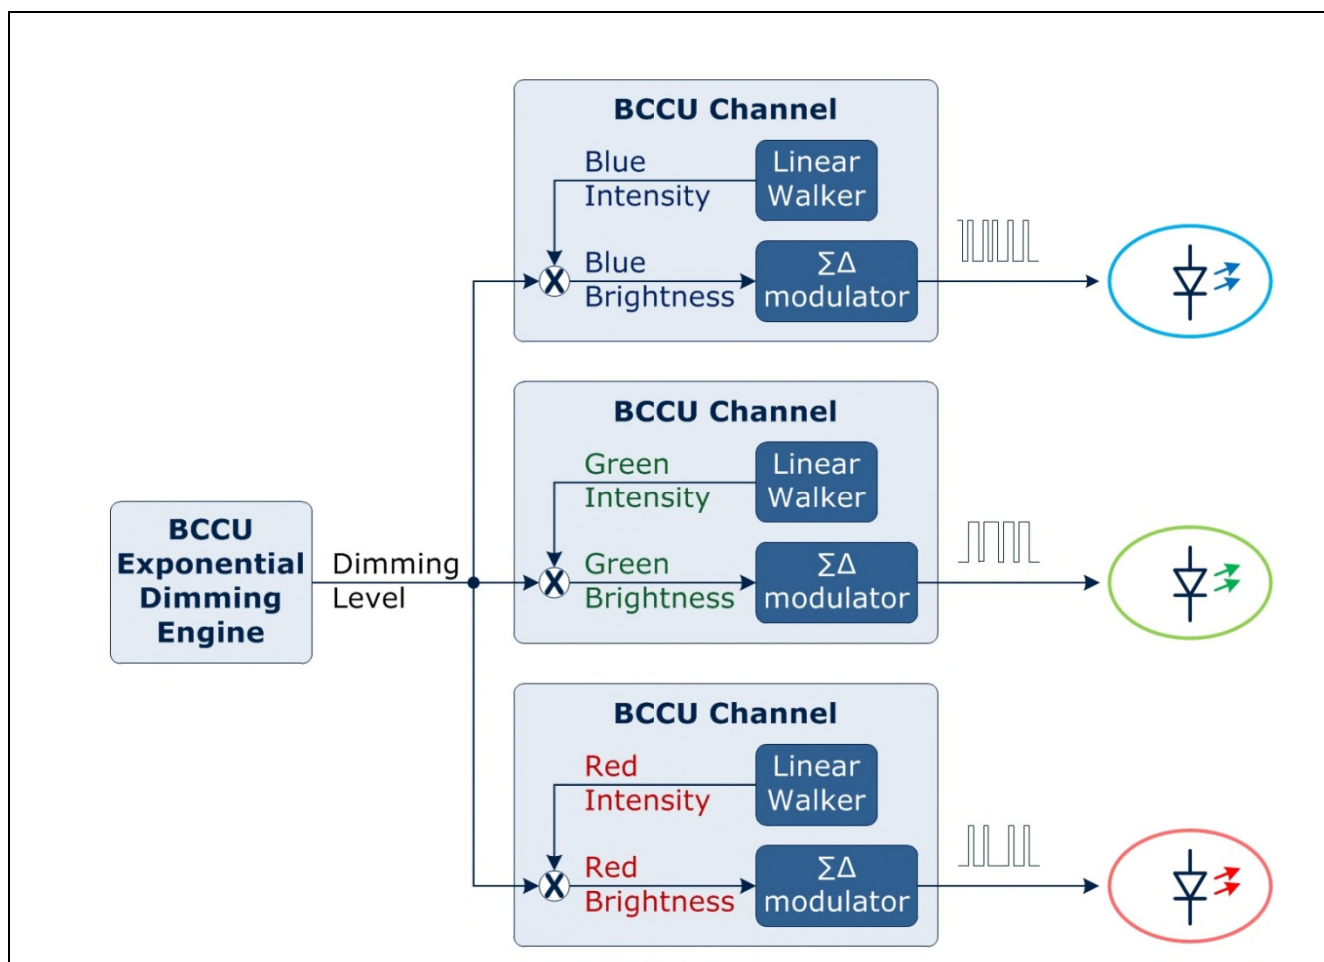 BCCU Channel
Blue
Intensity
Linear
Walker
X
Blue
Brightness
ΣΔ
modulator
BCCU Channel
Green
Intensity
Linear
Walker
BCCU
Exponential
Dimming
Engine
Dimming
Level
X
Green
Brightness
ΣΔ
modulator
BCCU Channel
Red
Intensity
Linear
Walker
X
Red
Brightness
ΣΔ
modulator